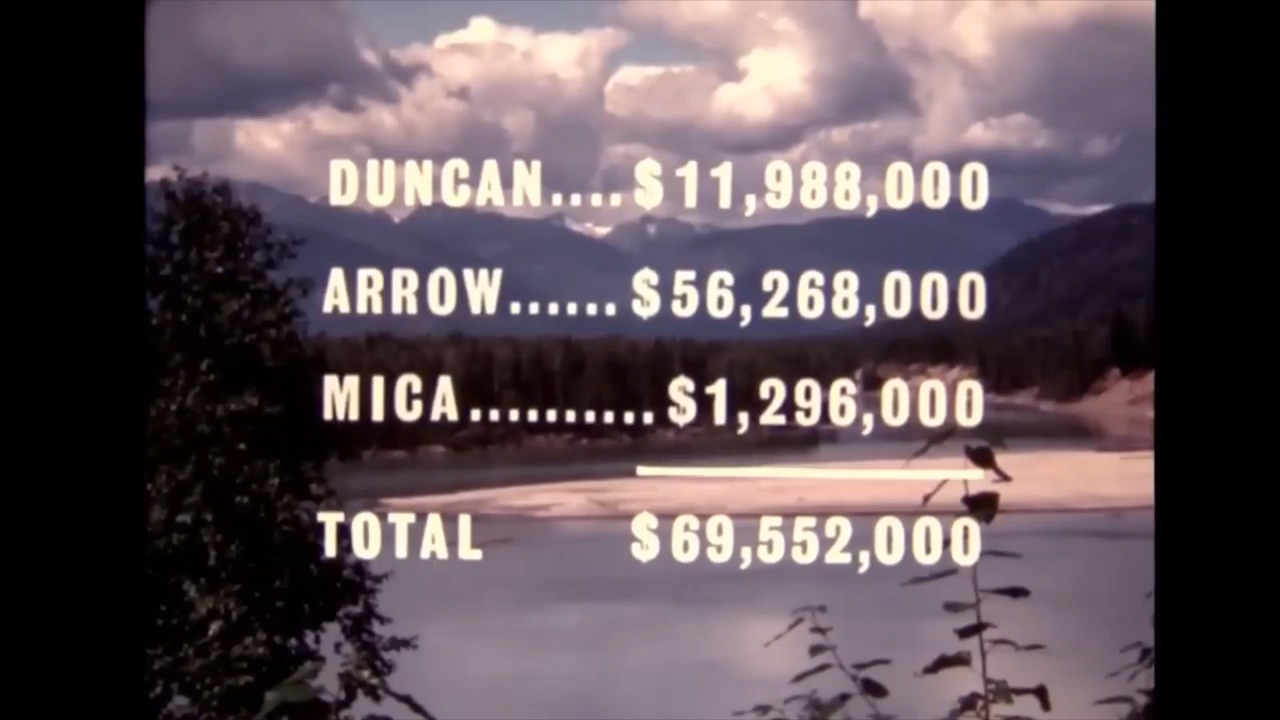 DUNCAN....$11,988,000
ARROW......$56,268,000
MICA..........$1,296,000
TOTAL $69,552,000